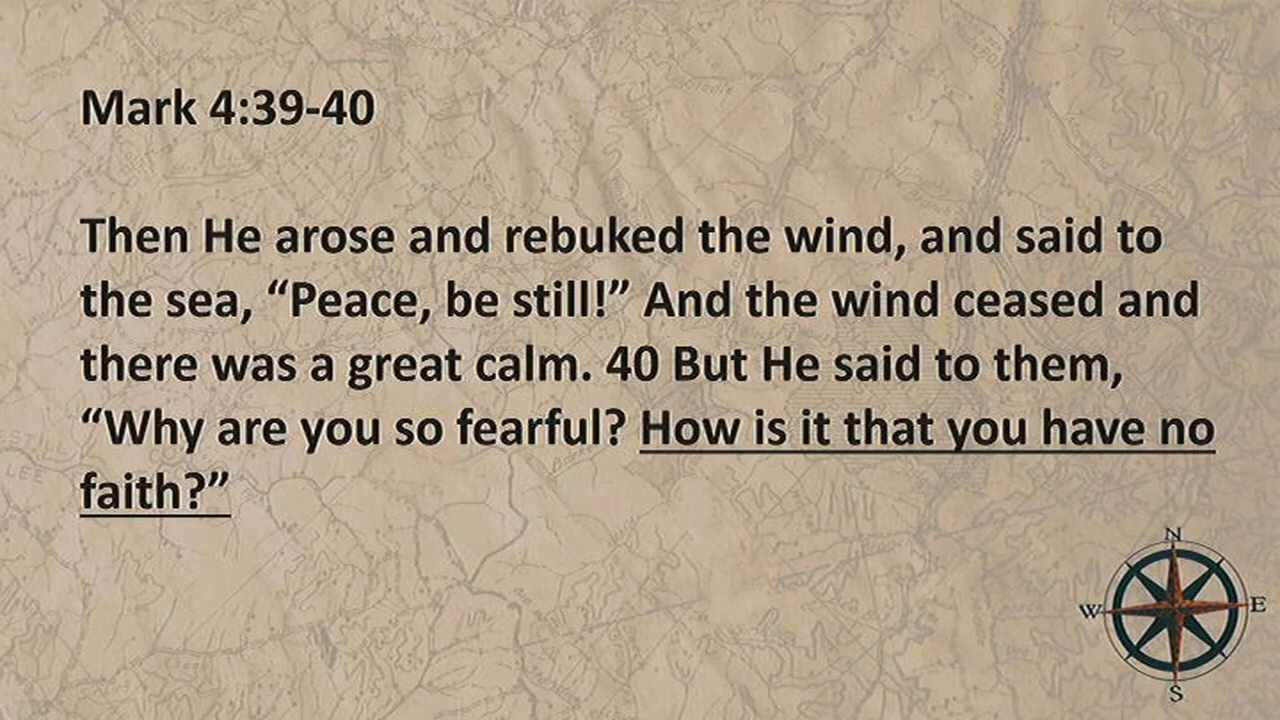 Mark 4:39-40
Then He arose and rebuked the wind, and said to
the sea, “Peace, be still!” And the wind ceased and
there was a great calm. 40 But He said to them,
“Why are you so fearful? How is it that you have no
faith?”
N
W E
S